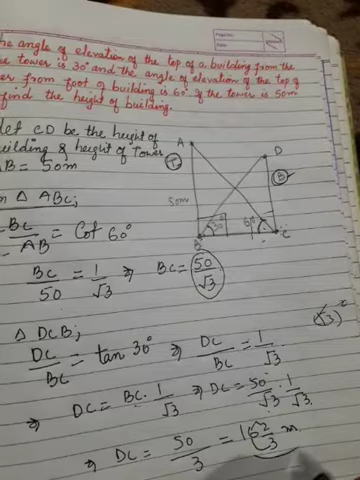 he angle of elevation of the top of a building from the
he tower is 30° and the angle of elevation of the top of
er from foot of building is 60°. If the tower is 50m
find the height of building.
let CD be the height of
uilding & height of Tower
AB = 50m
n Δ ABC;
BC/AB = Cot 60°
BC/50 = 1/√3 ⇒ BC = 50/√3
Δ DCB;
DC/BC = tan 30° ⇒ DC/BC = 1/√3
⇒ DC = BC · 1/√3 ⇒ DC = 50/√3 · 1/√3
⇒ DC = 50/3 = 16 2/3 m
(√3)²
A
D
T
B
50m
B
30°
60°
C